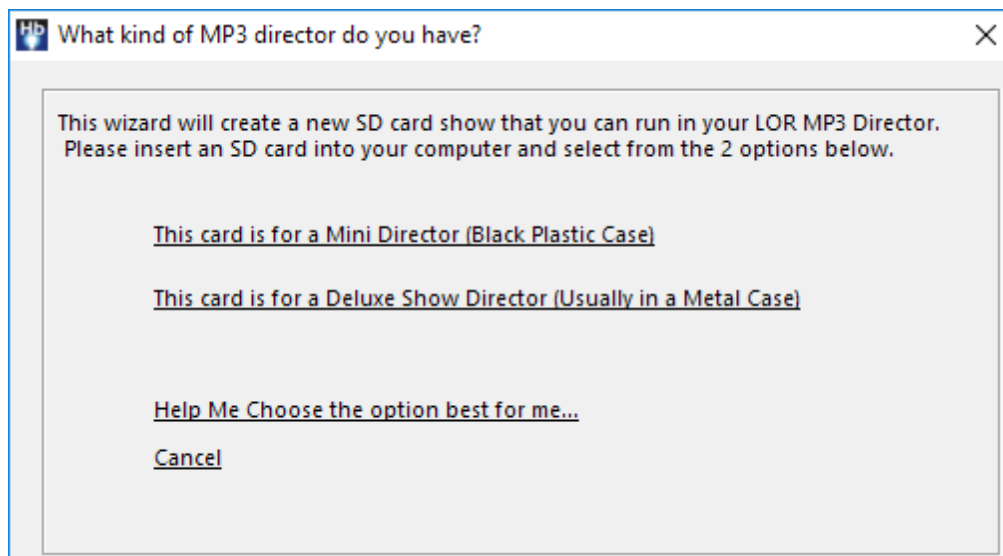 Hb
What kind of MP3 director do you have?
This wizard will create a new SD card show that you can run in your LOR MP3 Director.
Please insert an SD card into your computer and select from the 2 options below.
This card is for a Mini Director (Black Plastic Case)
This card is for a Deluxe Show Director (Usually in a Metal Case)
Help Me Choose the option best for me...
Cancel